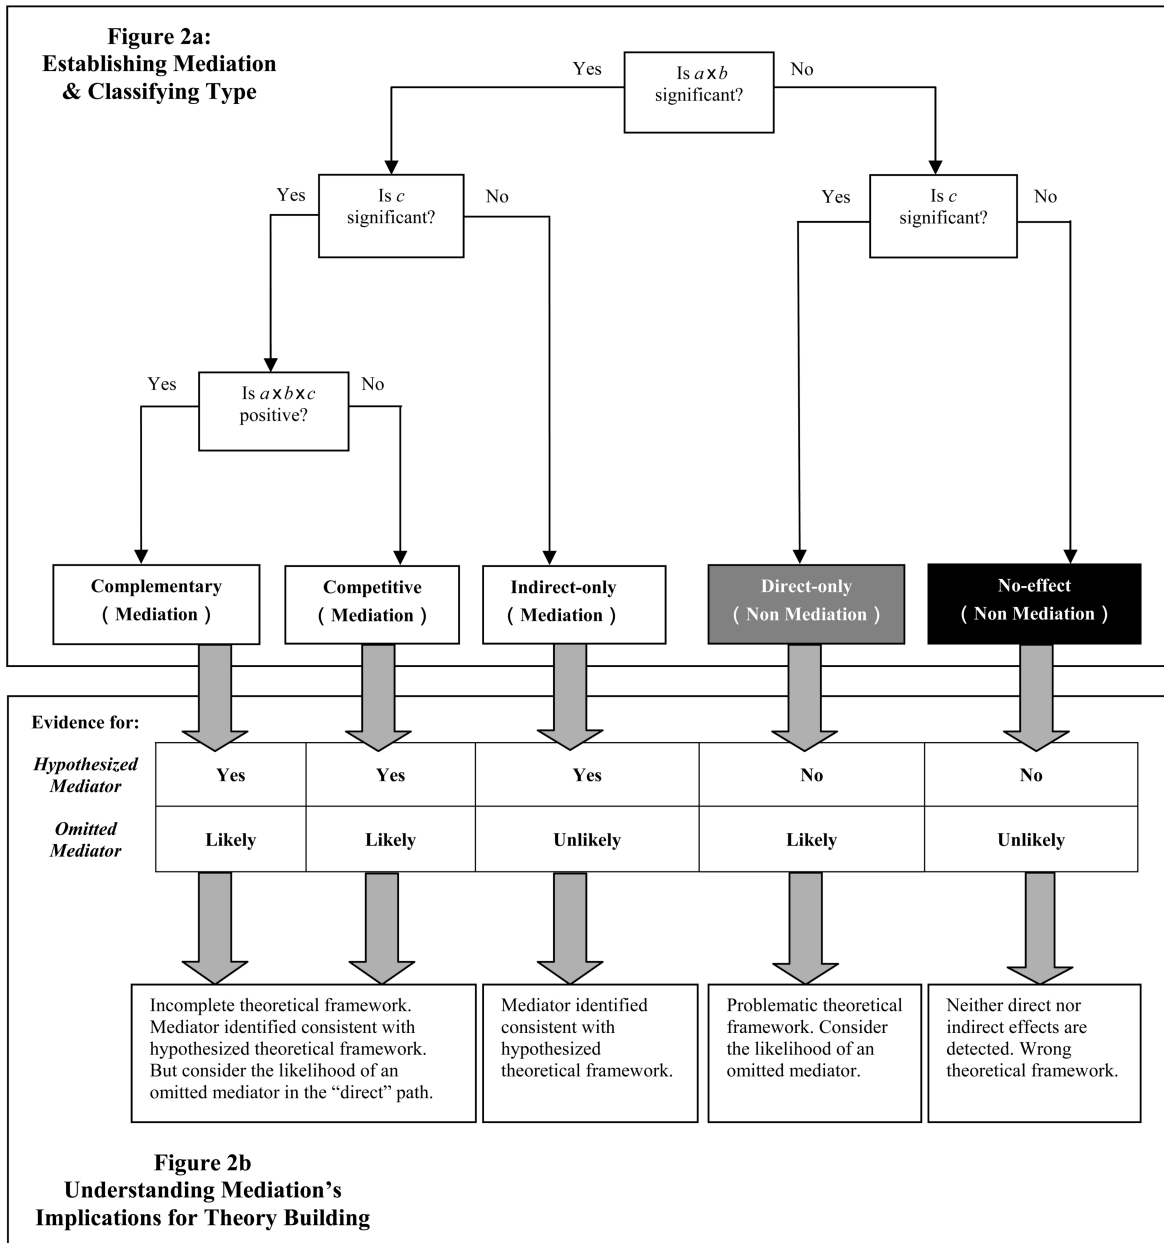 Figure 2a:
Establishing Mediation
& Classifying Type
Yes
Is a x b
significant?
No
Yes
Is c
significant?
No
Yes
Is c
significant?
No
Yes
Is a x b x c
positive?
No
Complementary
( Mediation )
Competitive
( Mediation )
Indirect-only
( Mediation )
Direct-only
( Non Mediation )
No-effect
( Non Mediation )
Evidence for:
Hypothesized
Mediator
Yes
Yes
Yes
No
No
Omitted
Mediator
Likely
Likely
Unlikely
Likely
Unlikely
Incomplete theoretical framework.
Mediator identified consistent with
hypothesized theoretical framework.
But consider the likelihood of an
omitted mediator in the “direct” path.
Mediator identified
consistent with
hypothesized
theoretical framework.
Problematic theoretical
framework. Consider
the likelihood of an
omitted mediator.
Neither direct nor
indirect effects are
detected. Wrong
theoretical framework.
Figure 2b
Understanding Mediation’s
Implications for Theory Building